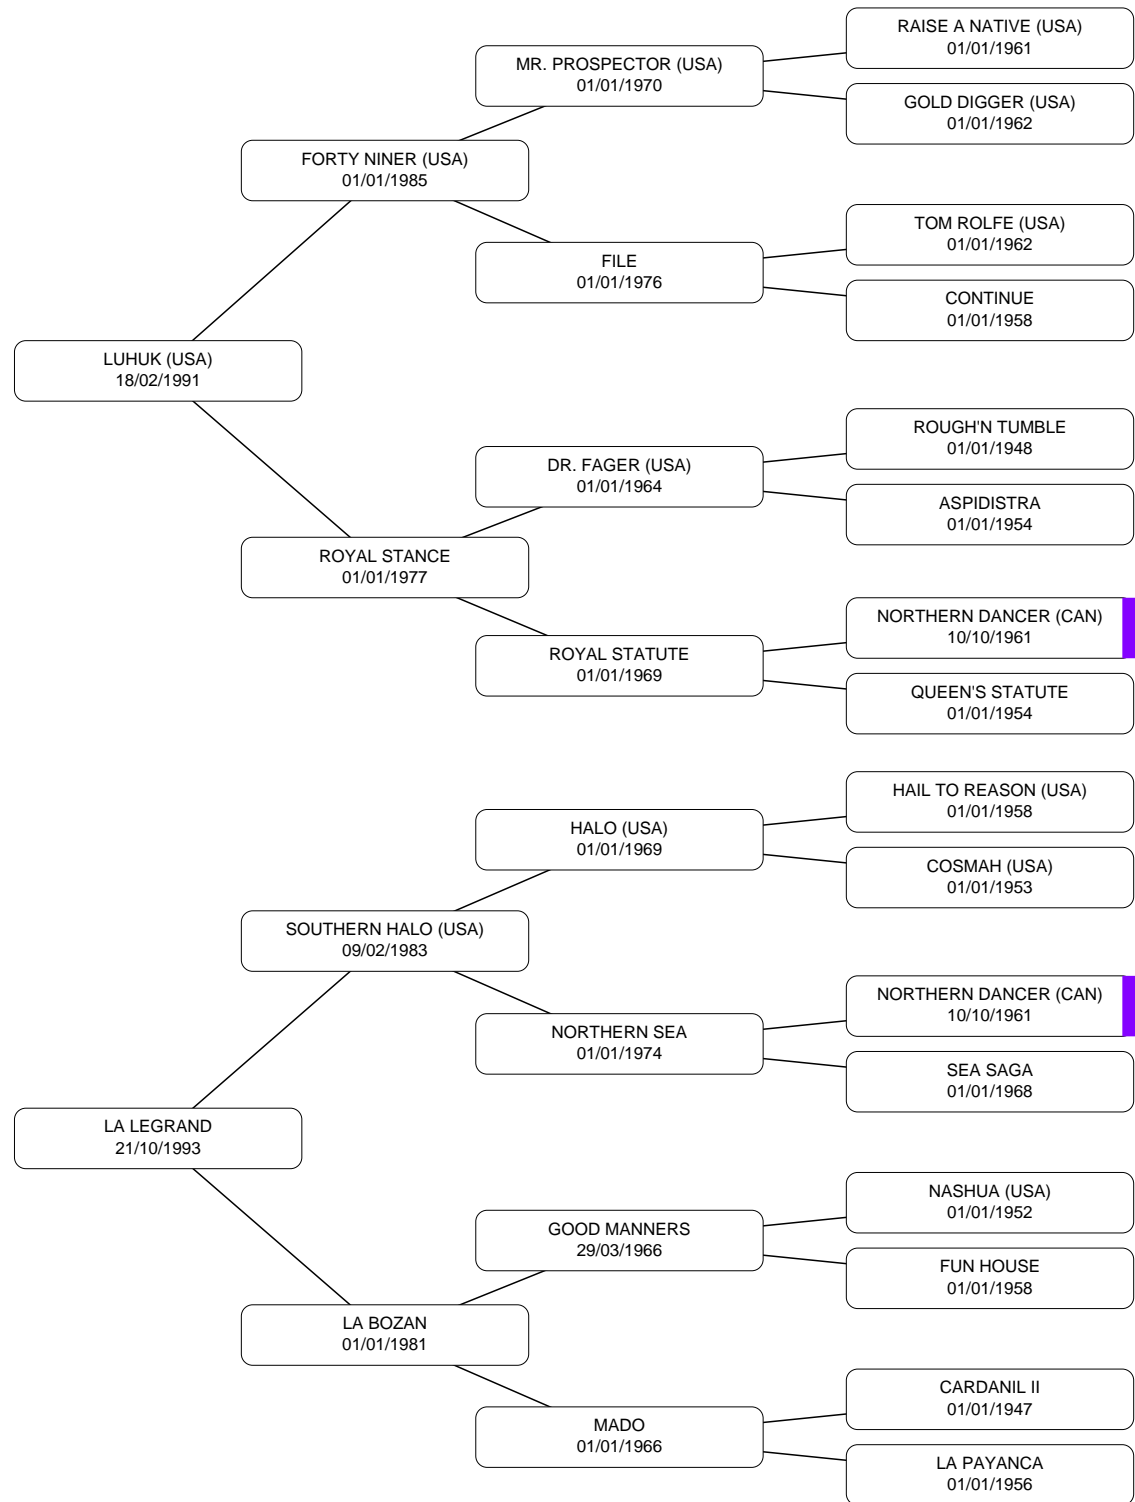 RAISE A NATIVE (USA)
01/01/1961
MR. PROSPECTOR (USA)
01/01/1970
GOLD DIGGER (USA)
01/01/1962
FORTY NINER (USA)
01/01/1985
TOM ROLFE (USA)
01/01/1962
FILE
01/01/1976
CONTINUE
01/01/1958
LUHUK (USA)
18/02/1991
ROUGH'N TUMBLE
01/01/1948
DR. FAGER (USA)
01/01/1964
ASPIDISTRA
01/01/1954
ROYAL STANCE
01/01/1977
NORTHERN DANCER (CAN)
10/10/1961
ROYAL STATUTE
01/01/1969
QUEEN'S STATUTE
01/01/1954
HAIL TO REASON (USA)
01/01/1958
HALO (USA)
01/01/1969
COSMAH (USA)
01/01/1953
SOUTHERN HALO (USA)
09/02/1983
NORTHERN DANCER (CAN)
10/10/1961
NORTHERN SEA
01/01/1974
SEA SAGA
01/01/1968
LA LEGRAND
21/10/1993
NASHUA (USA)
01/01/1952
GOOD MANNERS
29/03/1966
FUN HOUSE
01/01/1958
LA BOZAN
01/01/1981
CARDANIL II
01/01/1947
MADO
01/01/1966
LA PAYANCA
01/01/1956